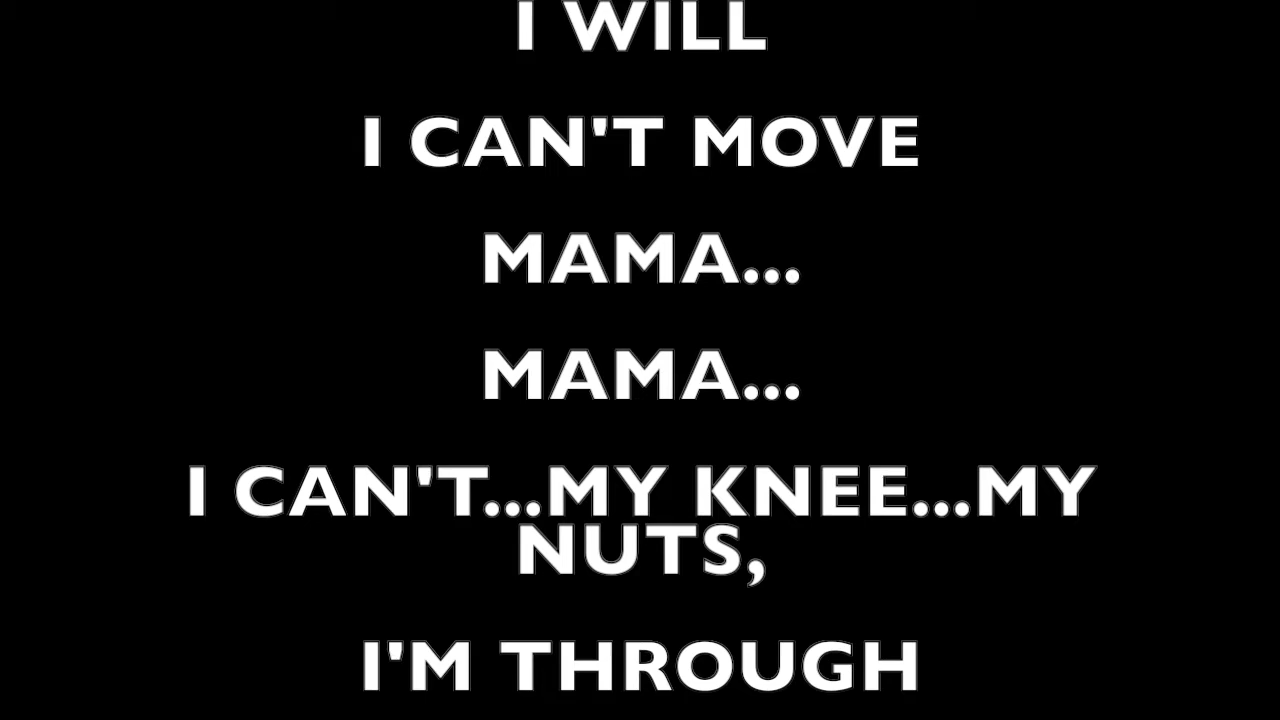 I WILL
I CAN'T MOVE
MAMA...
MAMA...
I CAN'T...MY KNEE...MY
NUTS,
I'M THROUGH